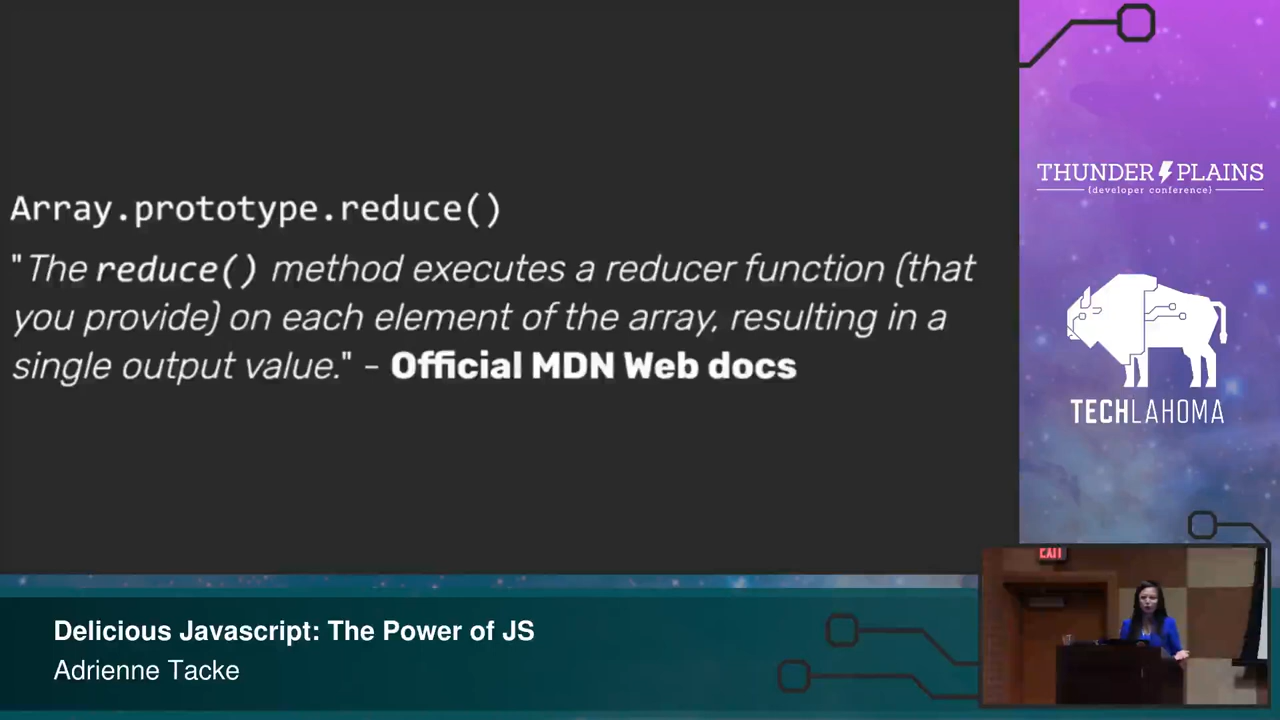 Array.prototype.reduce()
"The reduce() method executes a reducer function (that
you provide) on each element of the array, resulting in a
single output value." - Official MDN Web docs
THUNDER PLAINS
{developer conference}
TECHLAHOMA
EXIT
Delicious Javascript: The Power of JS
Adrienne Tacke